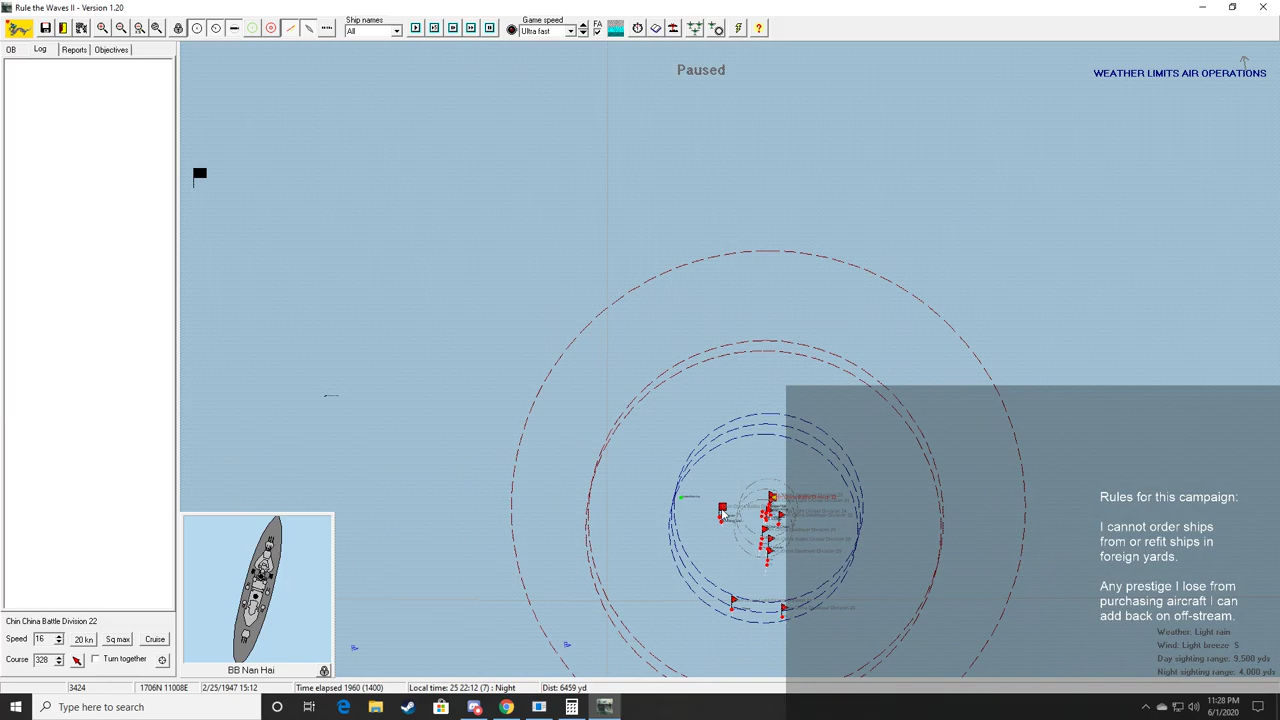 Rule the Waves II - Version 1.20
Ship names
All
Game speed
Ultra fast
FA
OB
Log
Reports
Objectives
Paused
WEATHER LIMITS AIR OPERATIONS
Rules for this campaign:
I cannot order ships
from or refit ships in
foreign yards.
Any prestige I lose from
purchasing aircraft I can
add back on off-stream.
Weather: Light rain
Wind: Light breeze S
Day sighting range: 9,500 yds
Night sighting range: 4,000 yds
Chin China Battle Division 22
Speed 16 20 kn Sq max Cruise
Course 328 Turn together
BB Nan Hai
3424
1706N 11008E
2/25/1947 15:12
Time elapsed 1960 (1400)
Local time: 25 22:12 (7) : Night
Dist: 6459 yd
Type here to search
11:28 PM
6/1/2020